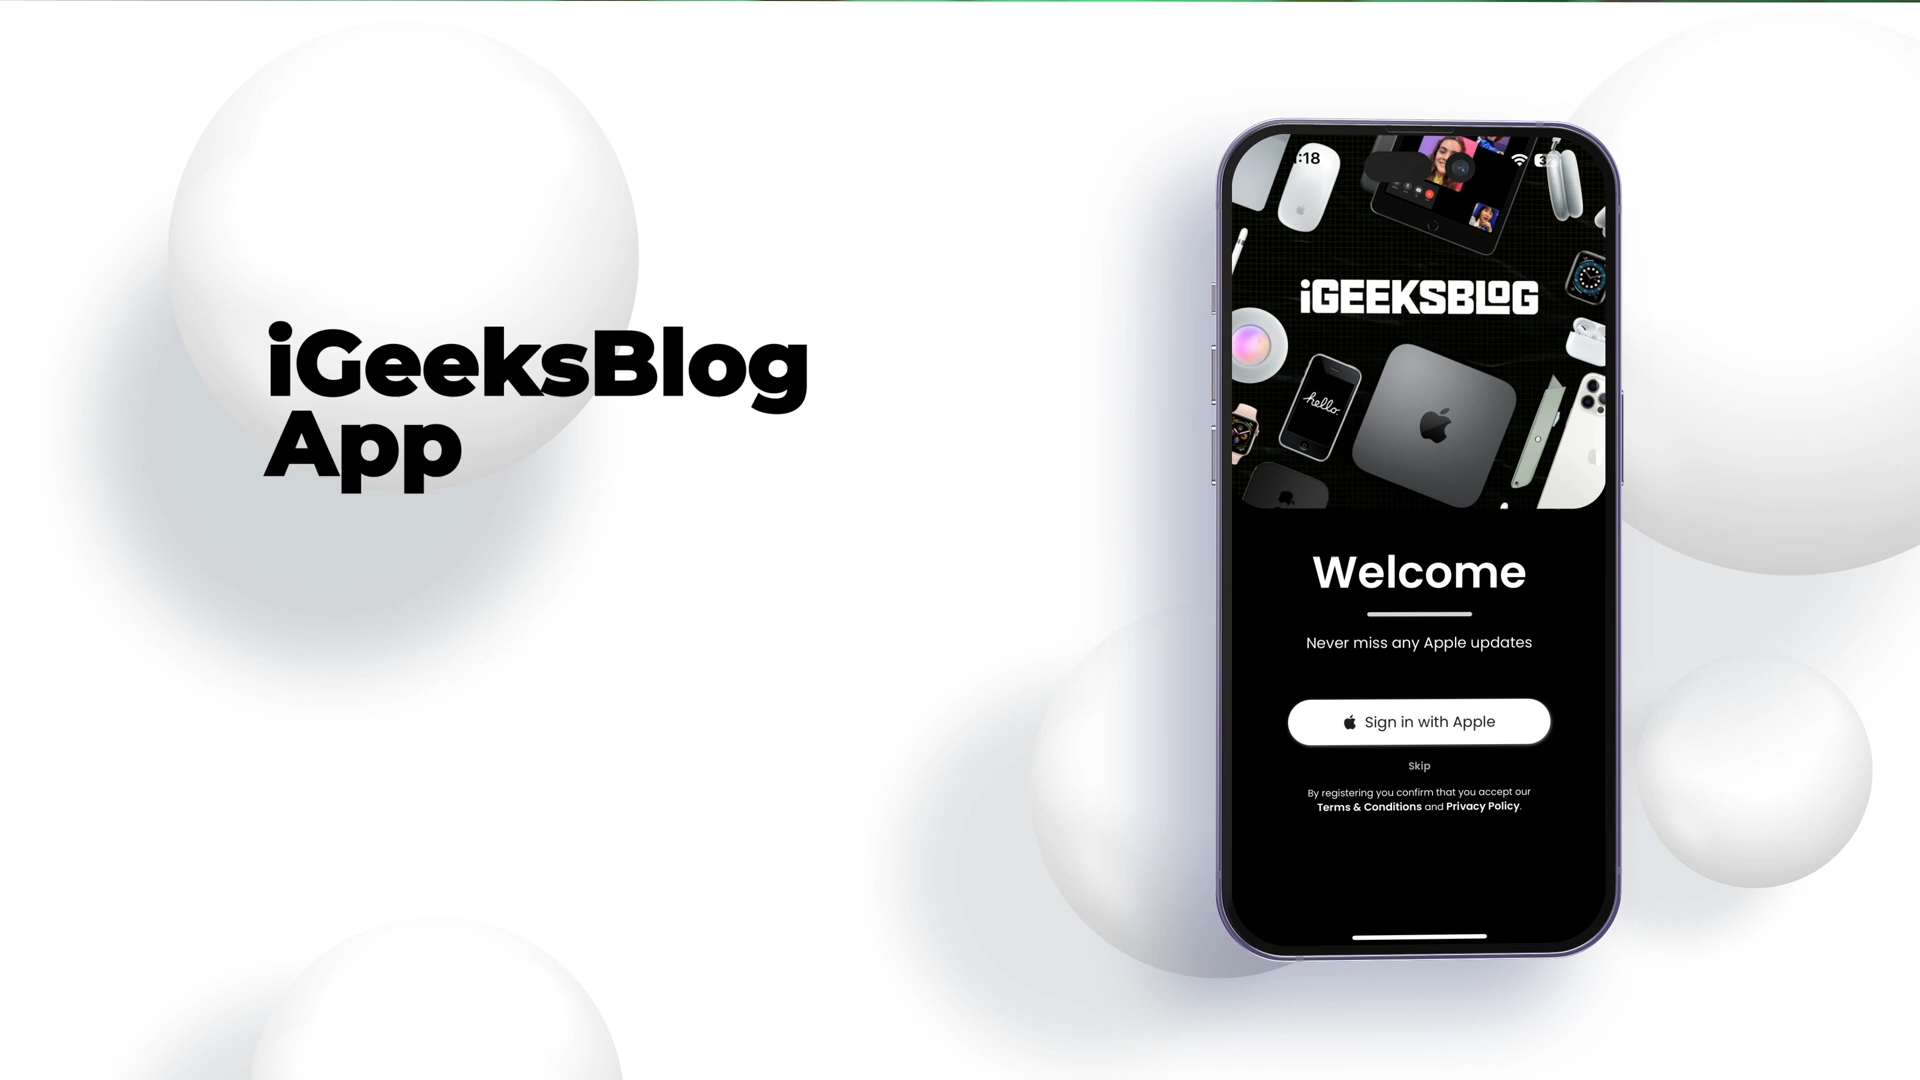 iGeeksBlog
App
:18
iGEEKSBLOG
hello.
Welcome
Never miss any Apple updates
Sign in with Apple
Skip
By registering you confirm that you accept our
Terms & Conditions and Privacy Policy.